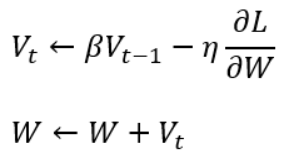 V_t ← βV_{t−1} − η ∂L/∂W
W ← W + V_t